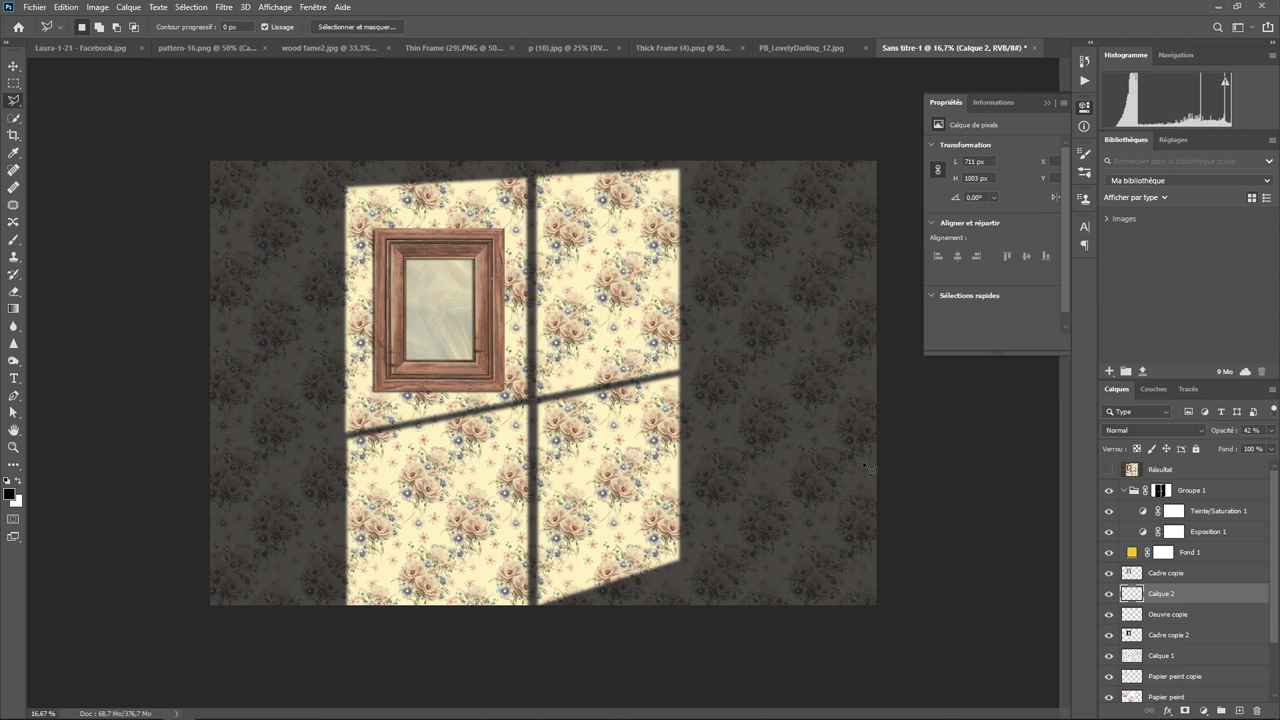 Ps Fichier Edition Image Calque Texte Sélection Filtre 3D Affichage Fenêtre Aide
Contour progressif : 0 px Lissage Sélectionner et masquer...
Laura-1-21 - Facebook.jpg × pattern-16.png @ 50% (Ca... × wood fame2.jpg @ 33,3%... × Thin Frame (29).PNG @ 50... × p (10).jpg @ 25% (RV... × Thick Frame (4).png @ 50... × PB_LovelyDarling_12.jpg × Sans titre-1 @ 16,7% (Calque 2, RVB/8#) * ×
Histogramme Navigation
Propriétés Informations
Calque de pixels
Transformation
L 711 px X
H 1003 px Y
0,00°
Aligner et répartir
Alignement :
Sélections rapides
Bibliothèques Réglages
Rechercher dans la bibliothèque active
Ma bibliothèque
Afficher par type
Images
9 Mo
Calques Couches Tracés
Type
Normal Opacité : 42 %
Verrou : Fond : 100 %
Résultat
Groupe 1
Teinte/Saturation 1
Exposition 1
Fond 1
Cadre copie
Calque 2
Oeuvre copie
Cadre copie 2
Calque 1
Papier peint copie
Papier peint
16,67 % Doc : 68,7 Mo/376,7 Mo